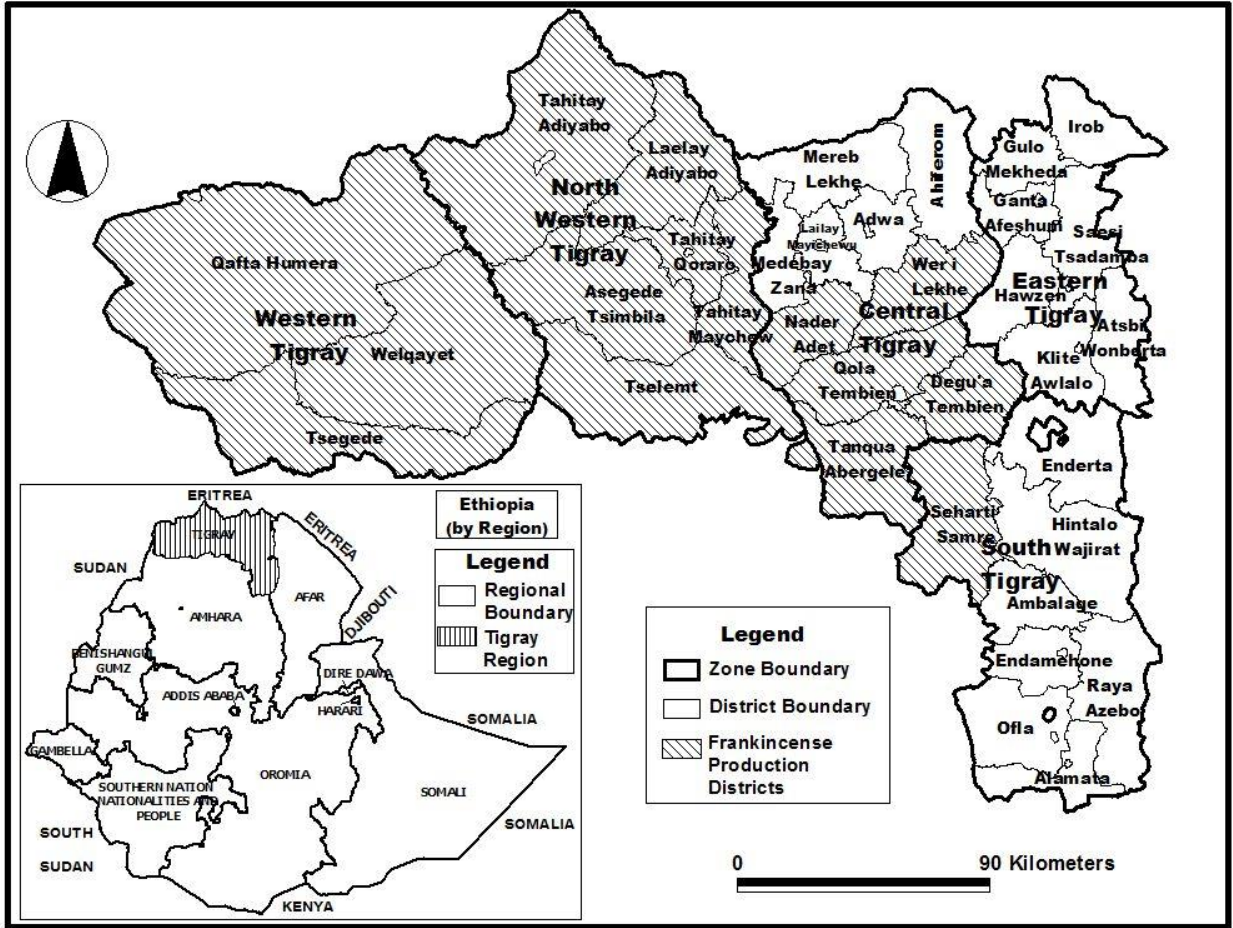 Tahitay
Adiyabo
Laelay
Adiyabo
North
Western
Tigray
Tahitay
Qoraro
Asegede
Tsimbila
Tahitay
Maychew
Tselemt
Qafta Humera
Western
Tigray
Welqayet
Tsegede
Mereb
Lekhe
Ahferom
Adwa
Lailay
Mayichewu
Medebay
Zana
Wer i
Lekhe
Central
Tigray
Nader
Adet
Qola
Tembien
Degu'a
Tembien
Tanqua
Abergele
Irob
Gulo
Mekheda
Ganta
Afeshum
Saesi
Tsadamba
Eastern
Tigray
Hawzen
Atsbi
Wonberta
Klite
Awlalo
Enderta
Seharti
Samre
Hintalo
Wajirat
South
Tigray
Ambalage
Endamehone
Raya
Azebo
Ofla
Alamata
ERITREA
TIGRAY
ERITREA
SUDAN
AFAR
DJIBOUTI
AMHARA
BENISHANGUL
GUMZ
DIRE DAWA
ADDIS ABABA
HARARI
SOMALIA
GAMBELLA
OROMIA
SOMALI
SOUTHERN NATION
NATIONALITIES AND
PEOPLE
SOMALIA
SOUTH
SUDAN
KENYA
Ethiopia
(by Region)
Legend
Regional
Boundary
Tigray
Region
Legend
Zone Boundary
District Boundary
Frankincense
Production
Districts
0 90 Kilometers